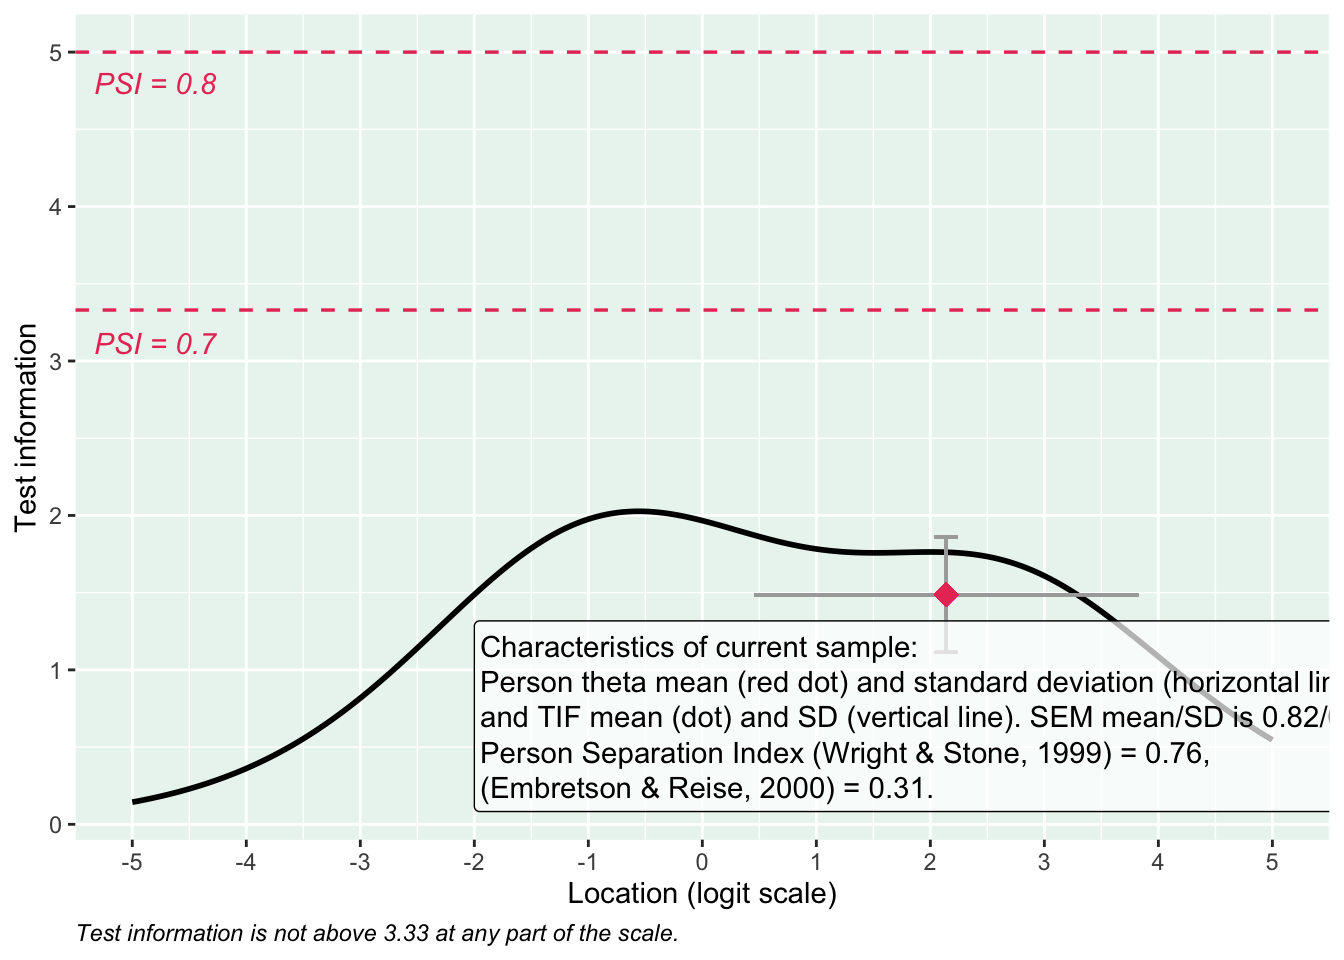 5
PSI = 0.8
4
PSI = 0.7
3
2
1
0
Test information
Characteristics of current sample:
Person theta mean (red dot) and standard deviation (horizontal
and TIF mean (dot) and SD (vertical line). SEM mean/SD is 0.82/
Person Separation Index (Wright & Stone, 1999) = 0.76,
(Embretson & Reise, 2000) = 0.31.
-5 -4 -3 -2 -1 0 1 2 3 4 5
Location (logit scale)
Test information is not above 3.33 at any part of the scale.